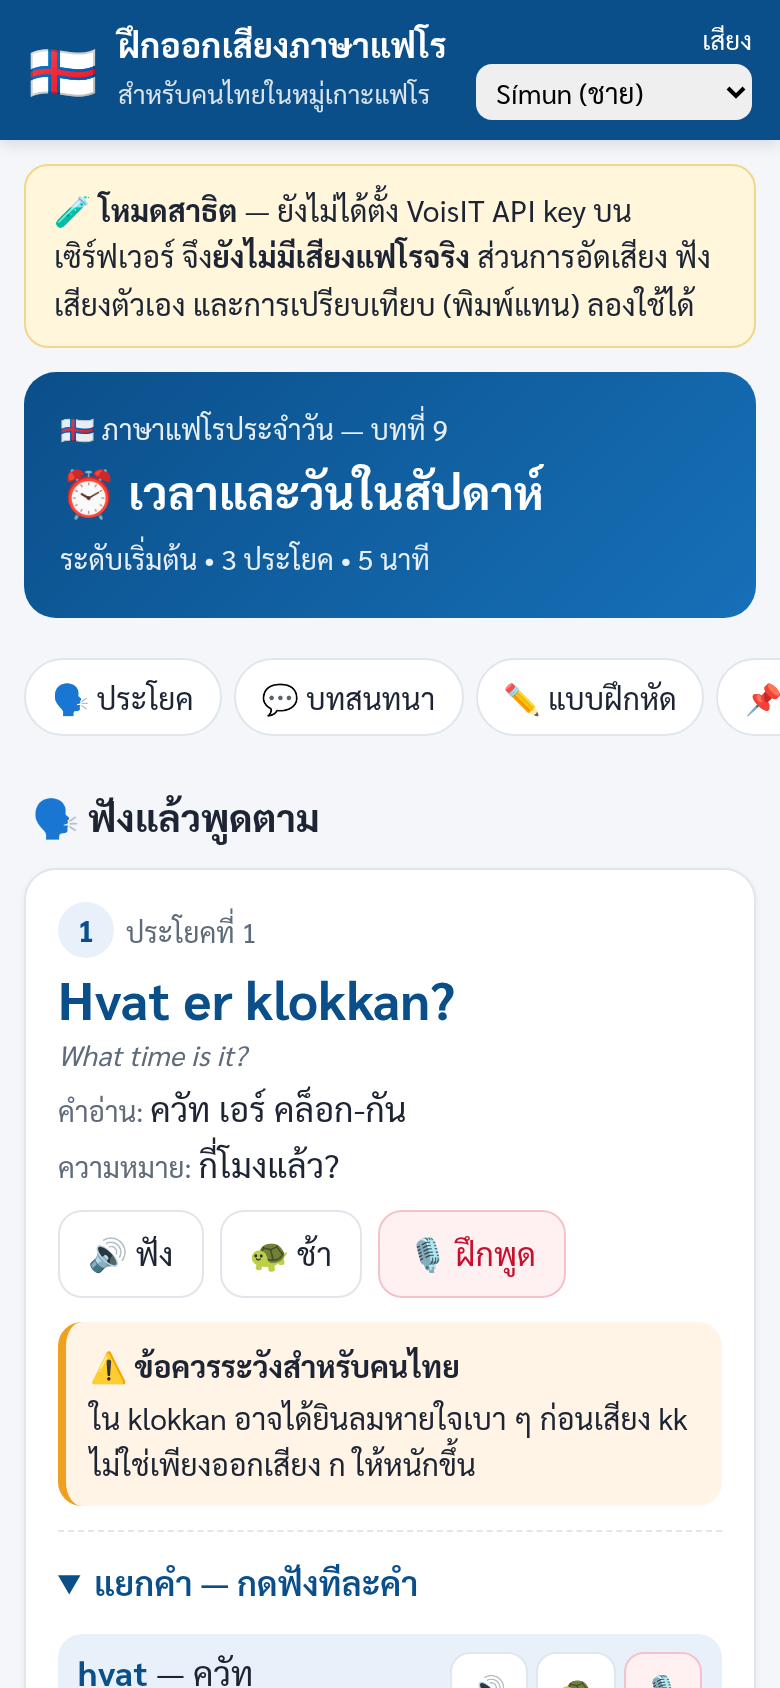 ฝึกออกเสียงภาษาแฟโร
สำหรับคนไทยในหมู่เกาะแฟโร
เสียง
Símun (ชาย)
🧪 โหมดสาธิต — ยังไม่ได้ตั้ง VoisIT API key บน
เซิร์ฟเวอร์ จึงยังไม่มีเสียงแฟโรจริง ส่วนการอัดเสียง ฟัง
เสียงตัวเอง และการเปรียบเทียบ (พิมพ์แทน) ลองใช้ได้
🇫🇴 ภาษาแฟโรประจำวัน — บทที่ 9
⏰ เวลาและวันในสัปดาห์
ระดับเริ่มต้น • 3 ประโยค • 5 นาที
🗣️ ประโยค
💬 บทสนทนา
✏️ แบบฝึกหัด
🗣️ ฟังแล้วพูดตาม
1 ประโยคที่ 1
Hvat er klokkan?
What time is it?
คำอ่าน: ควัท เอร์ คล็อก-กัน
ความหมาย: กี่โมงแล้ว?
🔊 ฟัง
🐢 ช้า
🎙️ ฝึกพูด
⚠️ ข้อควรระวังสำหรับคนไทย
ใน klokkan อาจได้ยินลมหายใจเบา ๆ ก่อนเสียง kk
ไม่ใช่เพียงออกเสียง ก ให้หนักขึ้น
▼ แยกคำ — กดฟังทีละคำ
hvat — ควัท